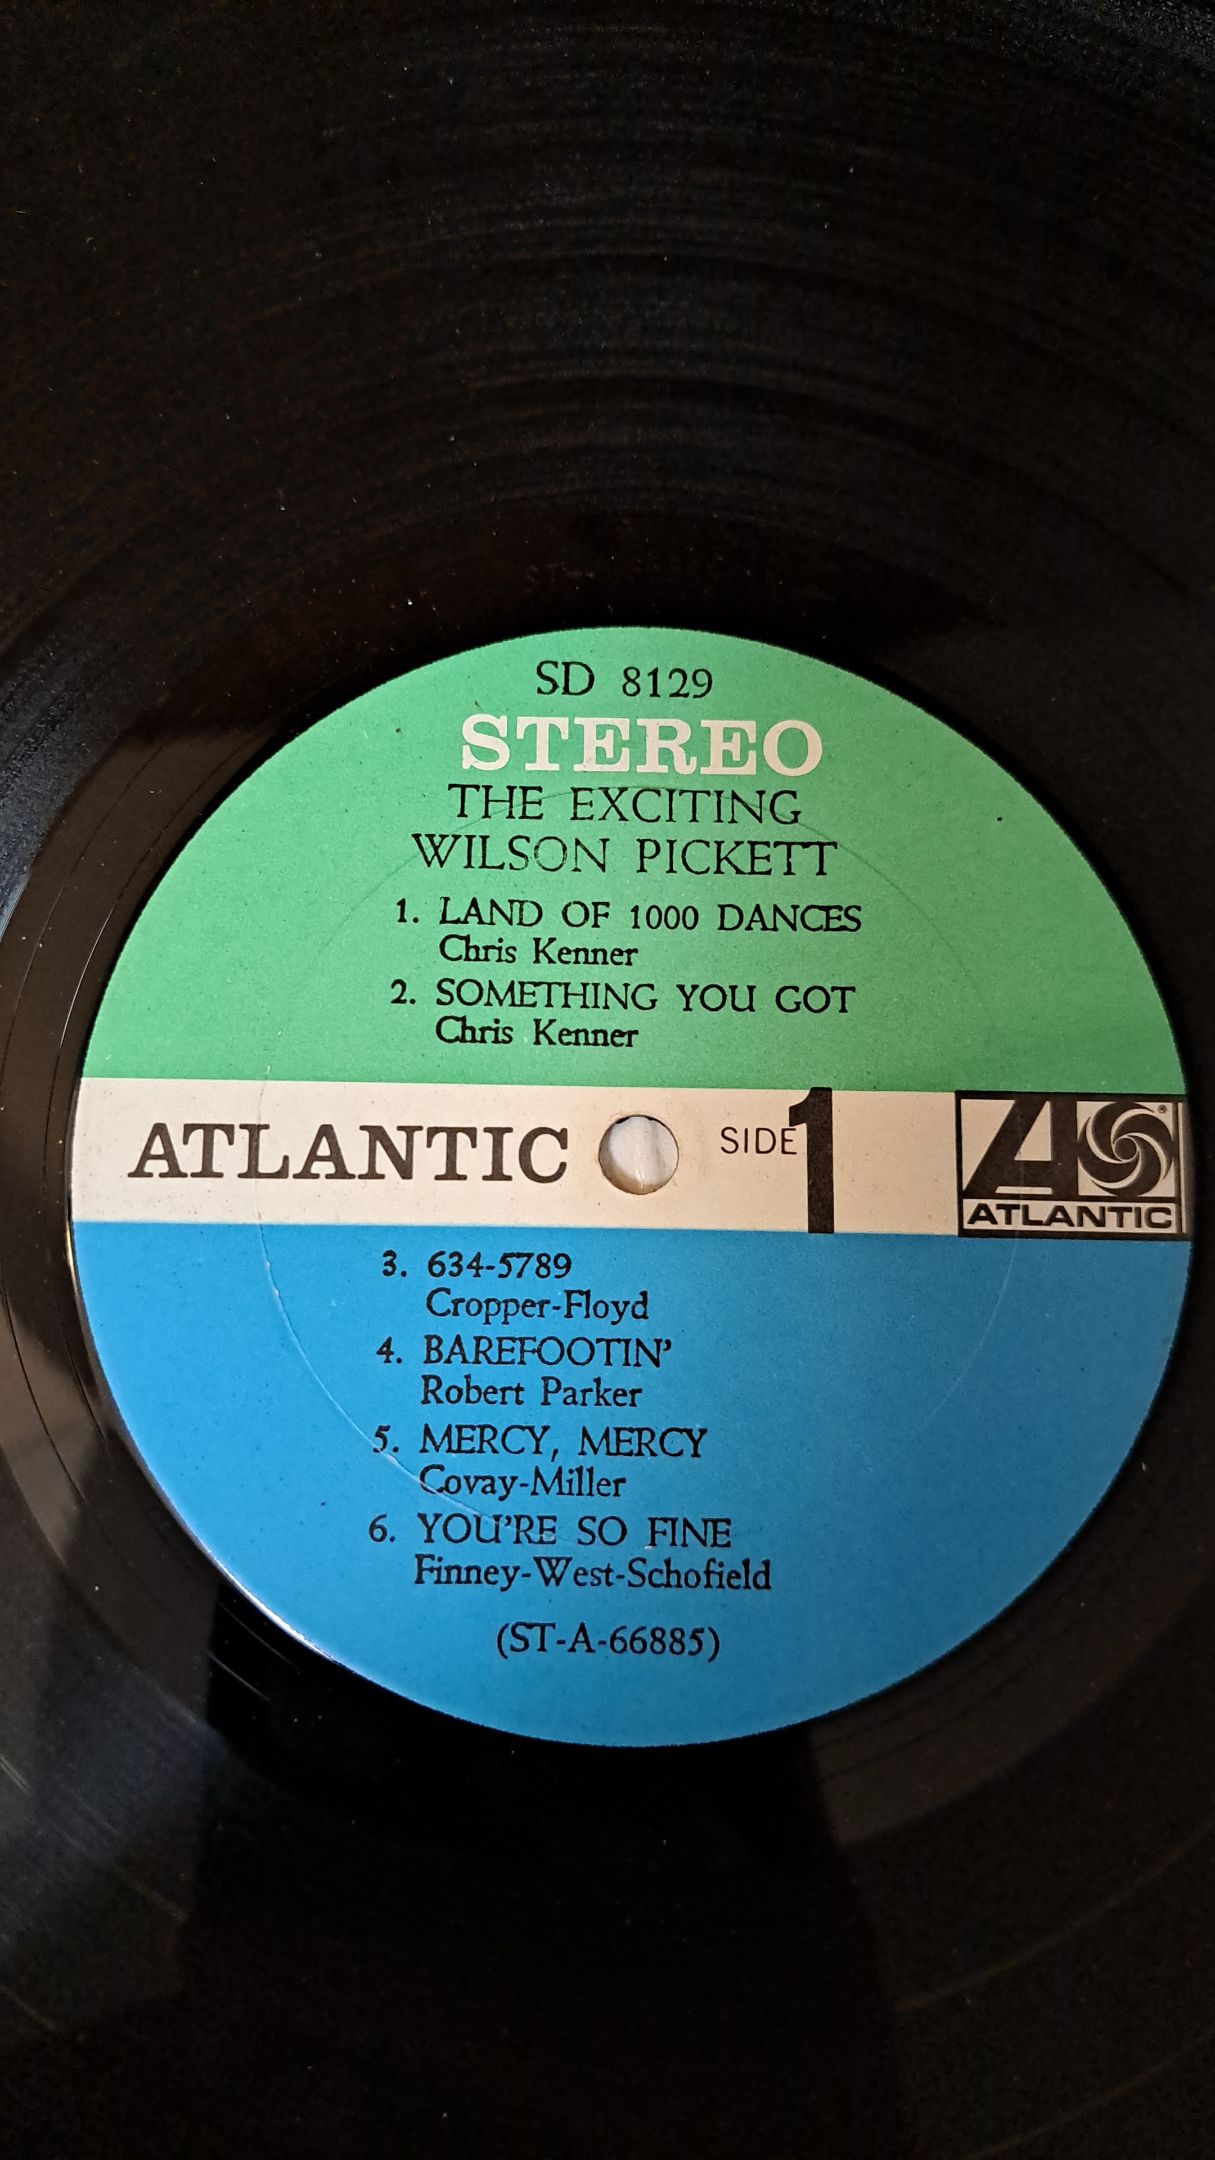 SD 8129
STEREO
THE EXCITING
WILSON PICKETT
1. LAND OF 1000 DANCES
Chris Kenner
2. SOMETHING YOU GOT
Chris Kenner
ATLANTIC SIDE 1
ATLANTIC
3. 634-5789
Cropper-Floyd
4. BAREFOOTIN'
Robert Parker
5. MERCY, MERCY
Covay-Miller
6. YOU'RE SO FINE
Finney-West-Schofield
(ST-A-66885)